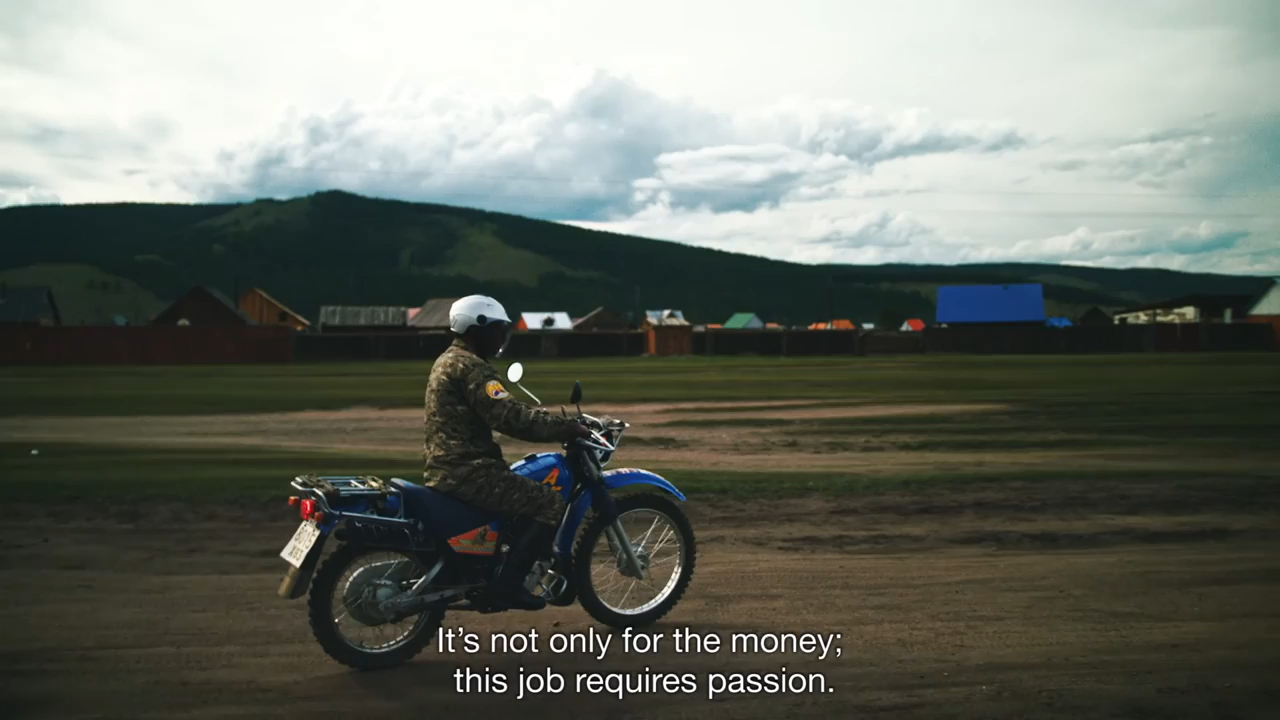 It's not only for the money;
this job requires passion.